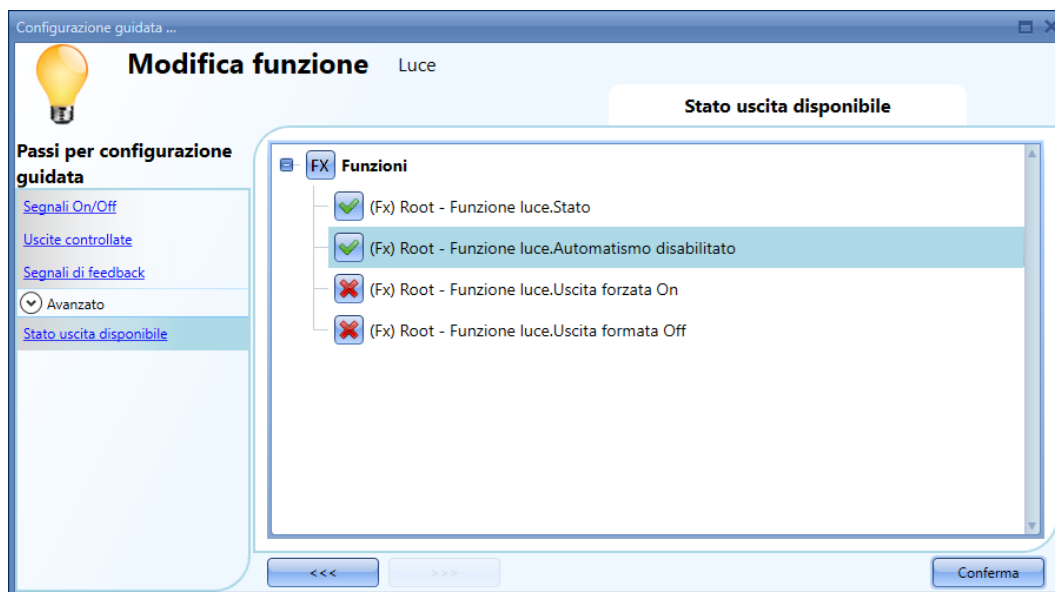 Configurazione guidata ...
Modifica funzione Luce
Stato uscita disponibile
Passi per configurazione
guidata
Segnali On/Off
Uscite controllate
Segnali di feedback
Avanzato
Stato uscita disponibile
FX Funzioni
(Fx) Root - Funzione luce.Stato
(Fx) Root - Funzione luce.Automatismo disabilitato
(Fx) Root - Funzione luce.Uscita forzata On
(Fx) Root - Funzione luce.Uscita formata Off
<<<
>>>
Conferma